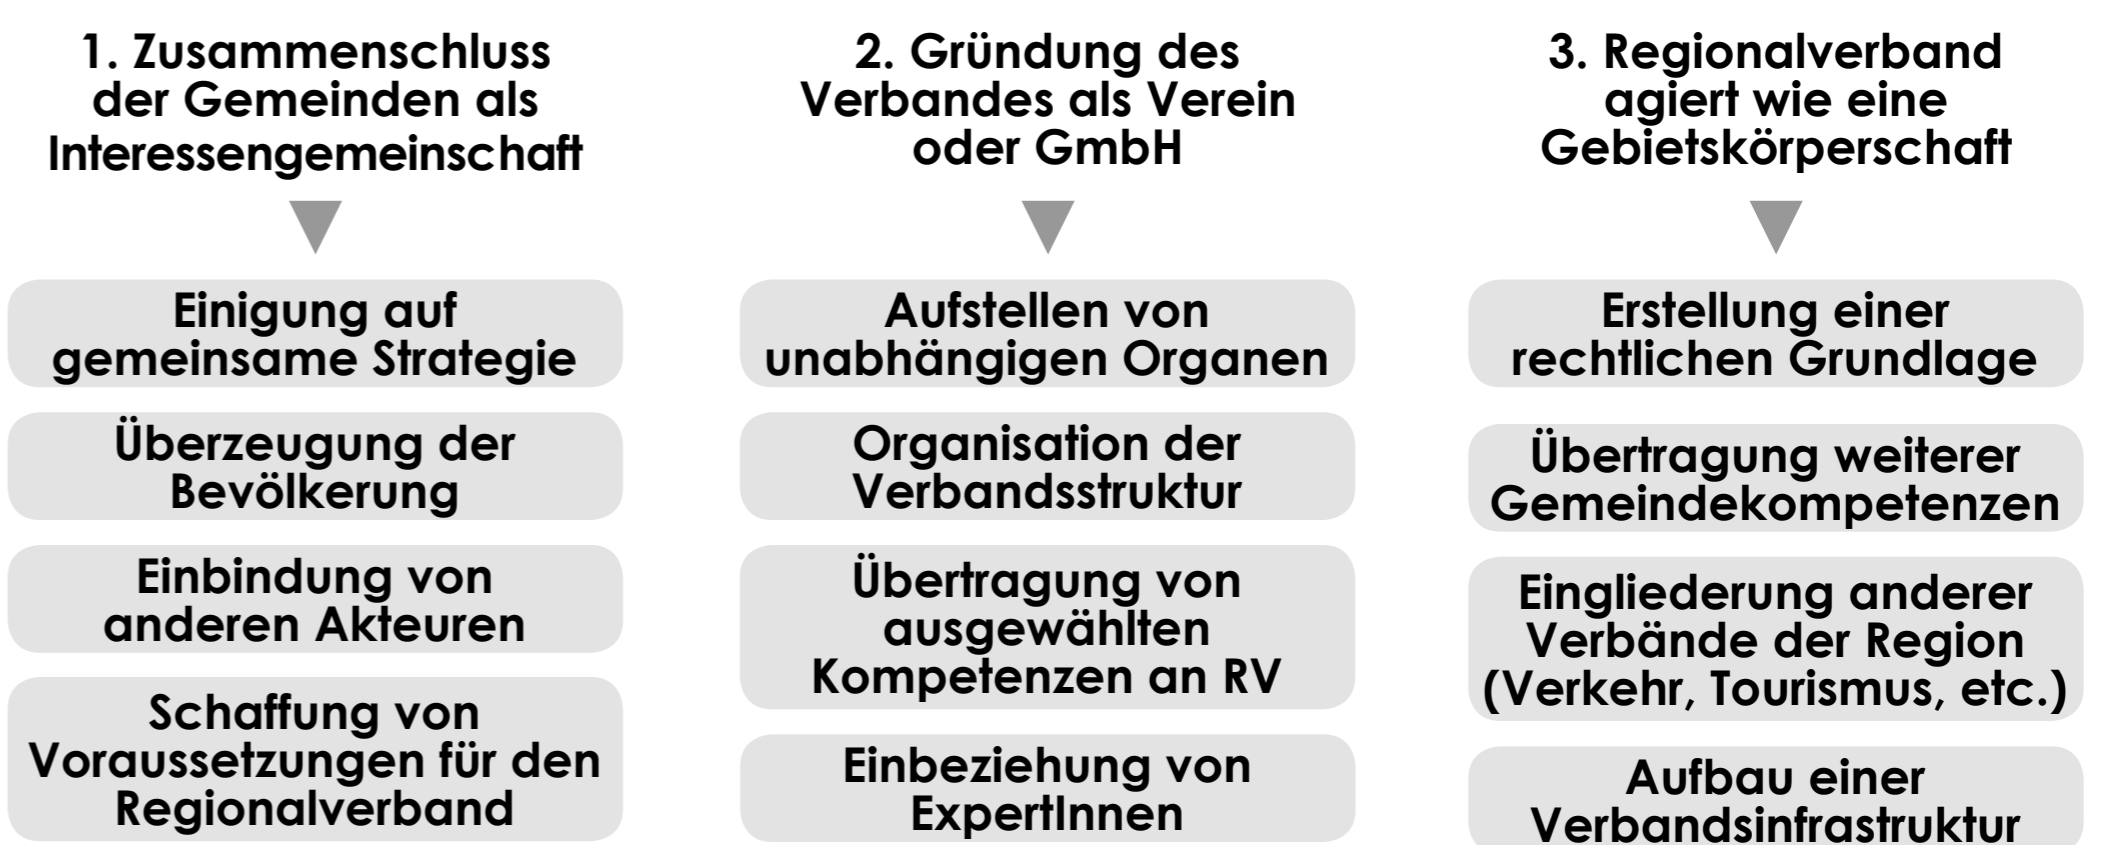 1. Zusammenschluss
der Gemeinden als
Interessengemeinschaft
Einigung auf
gemeinsame Strategie
Überzeugung der
Bevölkerung
Einbindung von
anderen Akteuren
Schaffung von
Voraussetzungen für den
Regionalverband
2. Gründung des
Verbandes als Verein
oder GmbH
Aufstellen von
unabhängigen Organen
Organisation der
Verbandsstruktur
Übertragung von
ausgewählten
Kompetenzen an RV
Einbeziehung von
ExpertInnen
3. Regionalverband
agiert wie eine
Gebietskörperschaft
Erstellung einer
rechtlichen Grundlage
Übertragung weiterer
Gemeindekompetenzen
Eingliederung anderer
Verbände der Region
(Verkehr, Tourismus, etc.)
Aufbau einer
Verbandsinfrastruktur